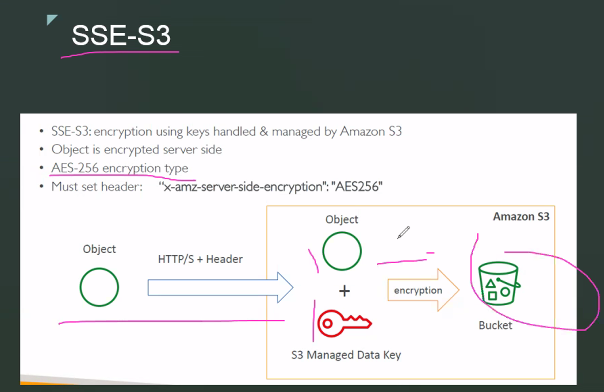 SSE-S3
• SSE-S3: encryption using keys handled & managed by Amazon S3
• Object is encrypted server side
• AES-256 encryption type
• Must set header: "x-amz-server-side-encryption": "AES256"
Object
Amazon S3
Object
HTTP/S + Header
+
encryption
Bucket
S3 Managed Data Key